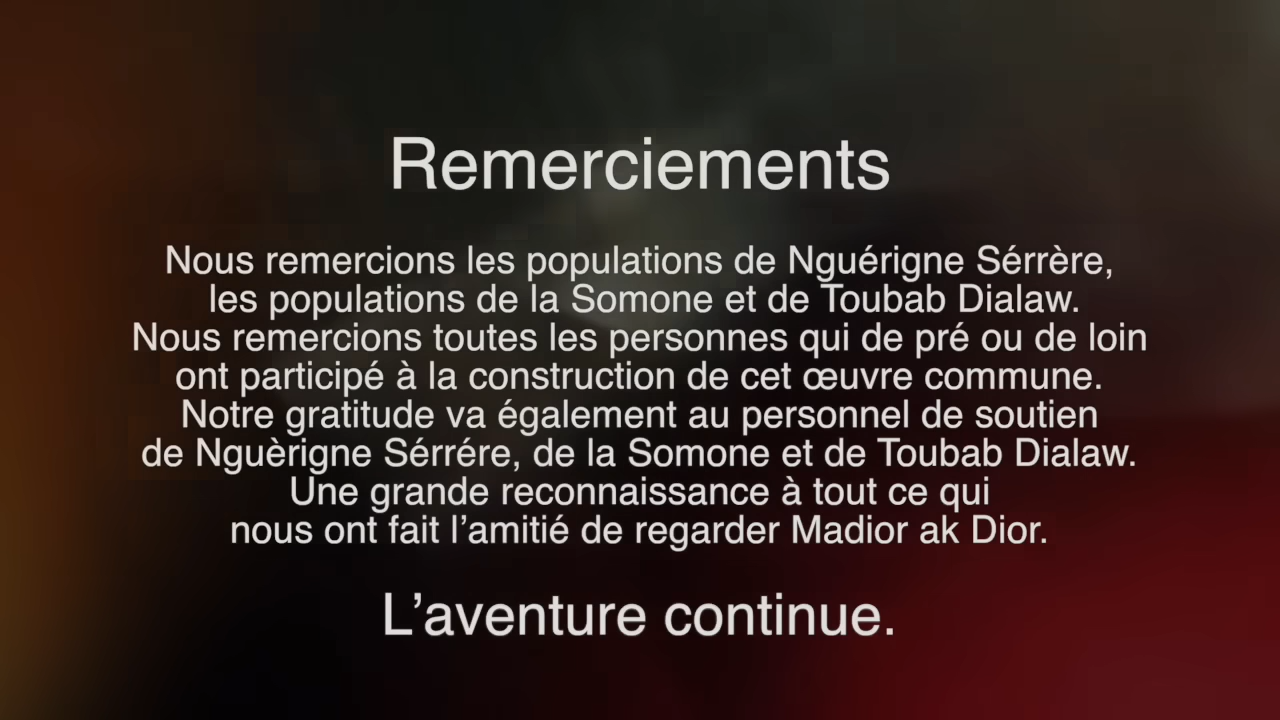 Remerciements
Nous remercions les populations de Nguérigne Sérrère,
les populations de la Somone et de Toubab Dialaw.
Nous remercions toutes les personnes qui de pré ou de loin
ont participé à la construction de cet œuvre commune.
Notre gratitude va également au personnel de soutien
de Nguèrigne Sérrére, de la Somone et de Toubab Dialaw.
Une grande reconnaissance à tout ce qui
nous ont fait l’amitié de regarder Madior ak Dior.
L’aventure continue.